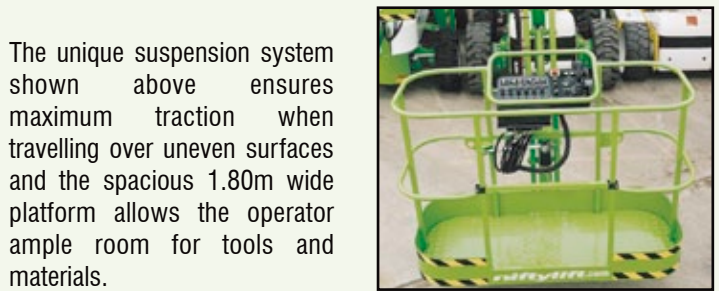 The unique suspension system
shown above ensures
maximum traction when
travelling over uneven surfaces
and the spacious 1.80m wide
platform allows the operator
ample room for tools and
materials.
niftylift.com